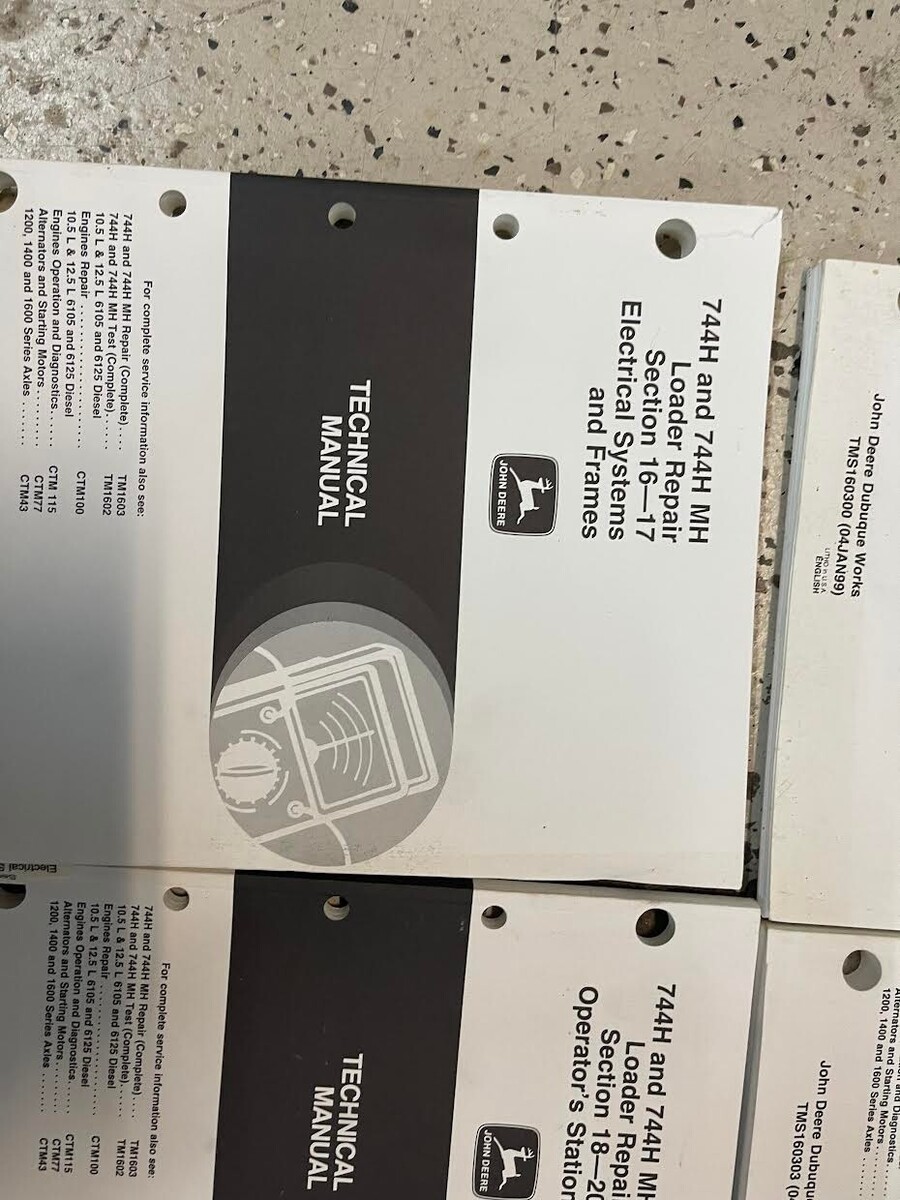 744H and 744H MH
Loader Repair
Section 16—17
Electrical Systems
and Frames
JOHN DEERE
TECHNICAL
MANUAL
For complete service information also see:
744H and 744H MH Repair (Complete) . . . . TM1603
744H and 744H MH Test (Complete) . . . . . TM1602
10.5 L & 12.5 L 6105 and 6125 Diesel
Engines Repair . . . . . . . . . . . . . . . . . . CTM100
10.5 L & 12.5 L 6105 and 6125 Diesel
Engines Operation and Diagnostics . . . . . CTM 115
Alternators and Starting Motors . . . . . . . . . CTM77
1200, 1400 and 1600 Series Axles . . . . . . CTM43
Electrical
John Deere Dubuque Works
TMS160300 (04JAN99)
LITHO IN U.S.A.
ENGLISH
744H and 744H MH
Loader Repair
Section 18—20
Operator's Station
JOHN DEERE
TECHNICAL
MANUAL
For complete service information also see:
744H and 744H MH Repair (Complete) . . . . TM1603
744H and 744H MH Test (Complete) . . . . . TM1602
10.5 L & 12.5 L 6105 and 6125 Diesel
Engines Repair . . . . . . . . . . . . . . . . . . CTM100
10.5 L & 12.5 L 6105 and 6125 Diesel
Engines Operation and Diagnostics . . . . . CTM115
Alternators and Starting Motors . . . . . . . . . CTM77
1200, 1400 and 1600 Series Axles . . . . . . . CTM43
and Diagnostics . . . .
Alternators and Starting Motors . . . .
1200, 1400 and 1600 Series Axles . . . .
John Deere Dubuqu
TMS160303 (0